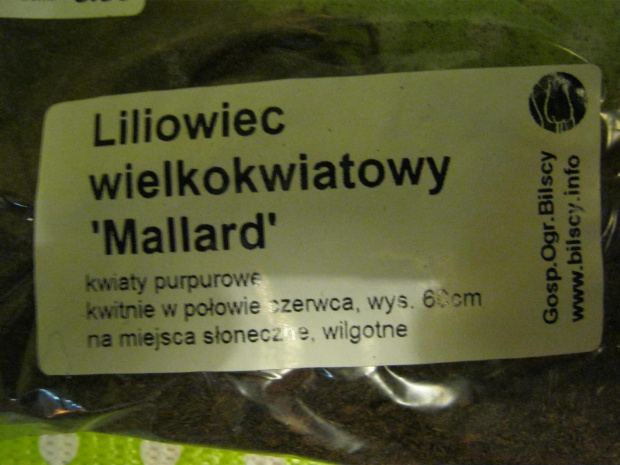 Liliowiec
wielkokwiatowy
'Mallard'
kwiaty purpurowe
kwitnie w połowie czerwca, wys. 60cm
na miejsca słoneczne, wilgotne
Gosp.Ogr.Bilscy
www.bilscy.info